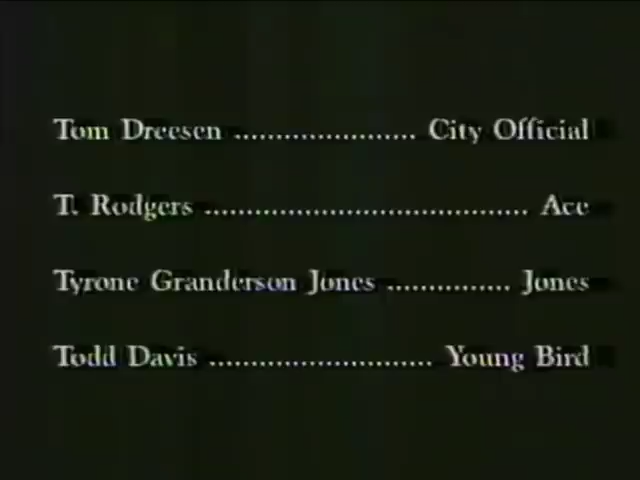 Tom Dreesen ...................... City Official
T. Rodgers ....................................... Ace
Tyrone Granderson Jones ............... Jones
Todd Davis ........................... Young Bird